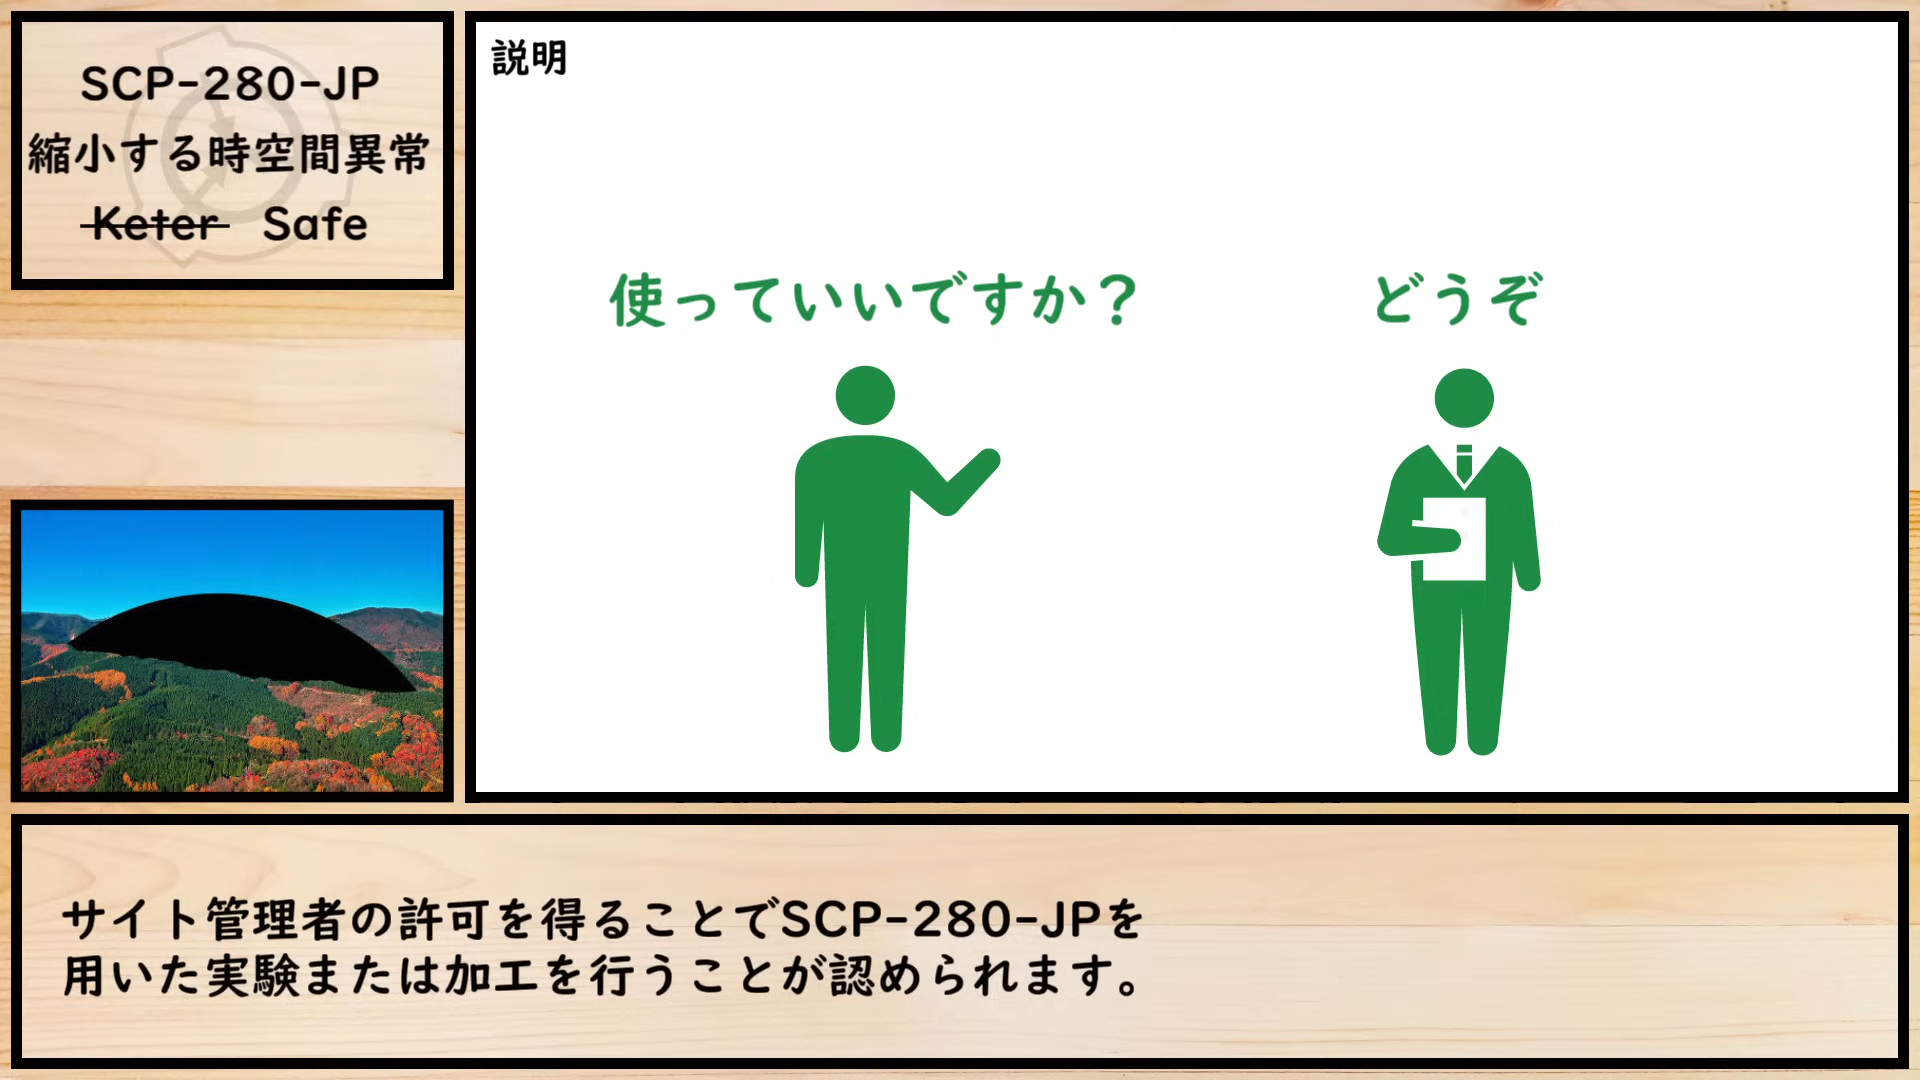 SCP-280-JP
縮小する時空間異常
Keter Safe
説明
使っていいですか？
どうぞ
サイト管理者の許可を得ることでSCP-280-JPを
用いた実験または加工を行うことが認められます。